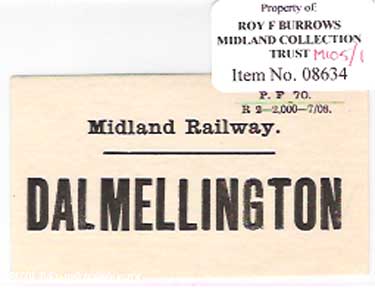 Property of:
ROY F BURROWS
MIDLAND COLLECTION
TRUST M105/1
Item No. 08634
P. F 70.
R 2—2,000—7/08.
Midland Railway.
DALMELLINGTON